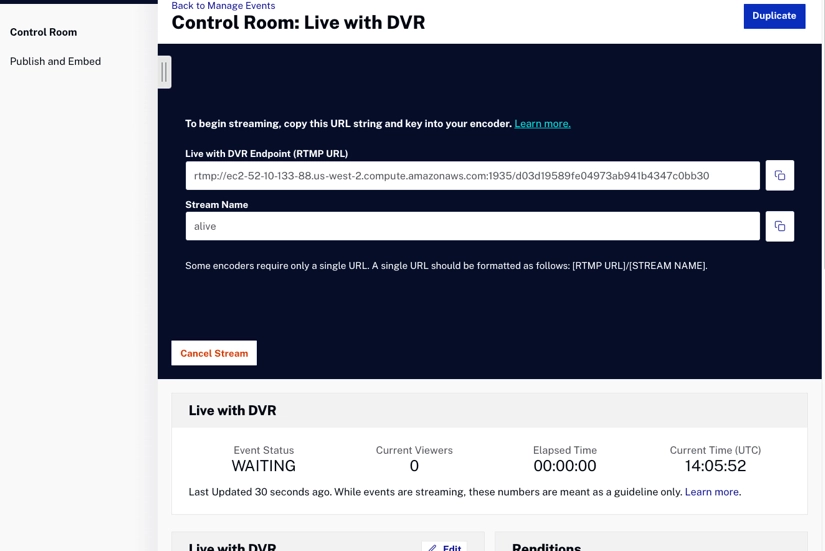 Back to Manage Events
Control Room: Live with DVR
Duplicate
Control Room
Publish and Embed
To begin streaming, copy this URL string and key into your encoder. Learn more.
Live with DVR Endpoint (RTMP URL)
rtmp://ec2-52-10-133-88.us-west-2.compute.amazonaws.com:1935/d03d19589fe04973ab941b4347c0bb30
Stream Name
alive
Some encoders require only a single URL. A single URL should be formatted as follows: [RTMP URL]/[STREAM NAME].
Cancel Stream
Live with DVR
Event Status
WAITING
Current Viewers
0
Elapsed Time
00:00:00
Current Time (UTC)
14:05:52
Last Updated 30 seconds ago. While events are streaming, these numbers are meant as a guideline only. Learn more.
Live with DVR
Edit
Renditions